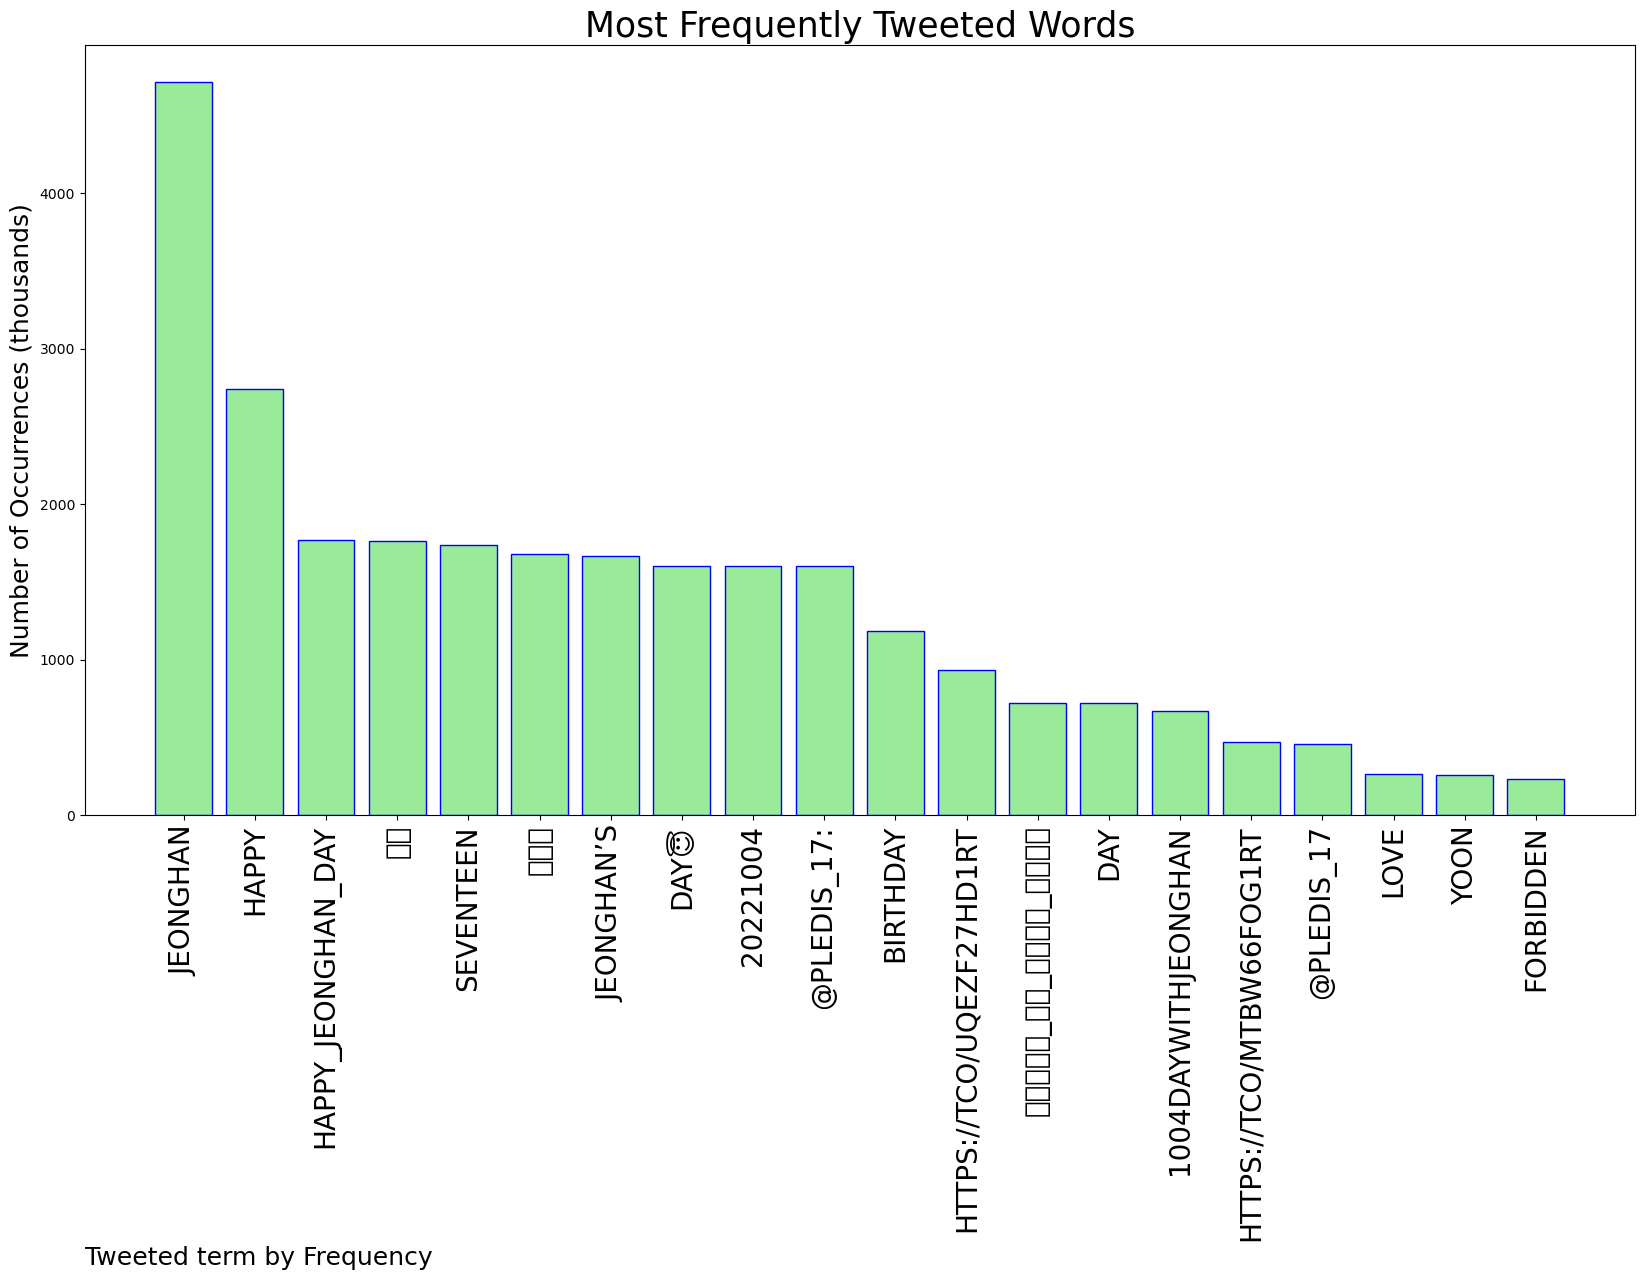 Most Frequently Tweeted Words
Number of Occurrences (thousands)
4000
3000
2000
1000
0
JEONGHAN
HAPPY
HAPPY_JEONGHAN_DAY
SEVENTEEN
JEONGHAN’S
DAY😇
20221004
@PLEDIS_17:
BIRTHDAY
HTTPS://TCO/UQEZF27HD1RT
DAY
1004DAYWITHJEONGHAN
HTTPS://TCO/MTBW66FOG1RT
@PLEDIS_17
LOVE
YOON
FORBIDDEN
Tweeted term by Frequency